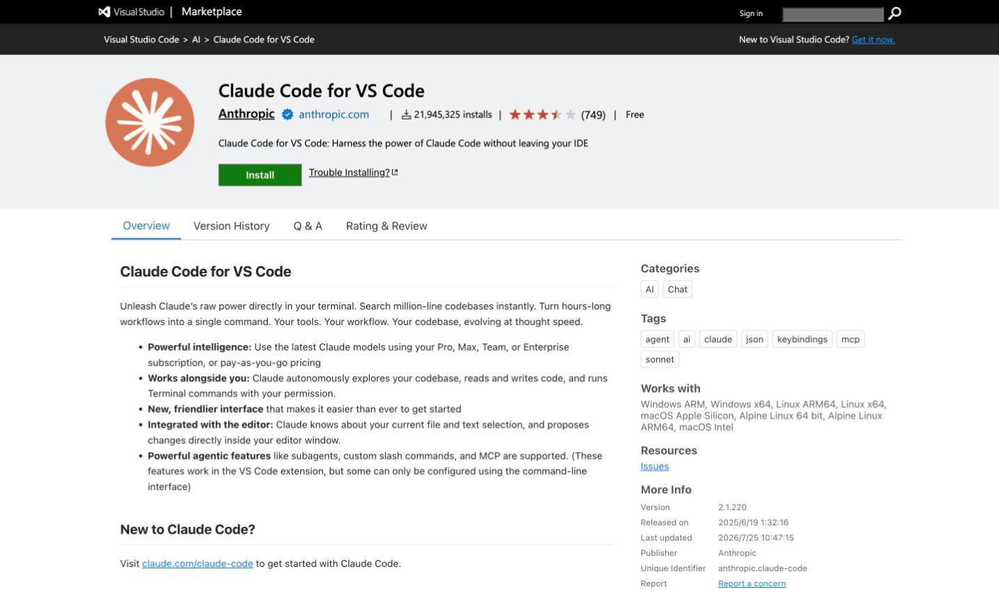 Visual Studio | Marketplace
Sign in
Visual Studio Code > AI > Claude Code for VS Code
New to Visual Studio Code? Get it now.
Claude Code for VS Code
Anthropic anthropic.com | 21,945,325 installs | (749) | Free
Claude Code for VS Code: Harness the power of Claude Code without leaving your IDE
Install
Trouble Installing?
Overview Version History Q & A Rating & Review
Claude Code for VS Code
Unleash Claude’s raw power directly in your terminal. Search million-line codebases instantly. Turn hours-long
workflows into a single command. Your tools. Your workflow. Your codebase, evolving at thought speed.
• Powerful intelligence: Use the latest Claude models using your Pro, Max, Team, or Enterprise
subscription, or pay-as-you-go pricing
• Works alongside you: Claude autonomously explores your codebase, reads and writes code, and runs
Terminal commands with your permission.
• New, friendlier interface that makes it easier than ever to get started
• Integrated with the editor: Claude knows about your current file and text selection, and proposes
changes directly inside your editor window.
• Powerful agentic features like subagents, custom slash commands, and MCP are supported. (These
features work in the VS Code extension, but some can only be configured using the command-line
interface)
New to Claude Code?
Visit claude.com/claude-code to get started with Claude Code.
Categories
AI Chat
Tags
agent ai claude json keybindings mcp
sonnet
Works with
Windows ARM, Windows x64, Linux ARM64, Linux x64,
macOS Apple Silicon, Alpine Linux 64 bit, Alpine Linux
ARM64, macOS Intel
Resources
Issues
More Info
Version 2.1.220
Released on 2025/6/19 1:32:16
Last updated 2026/7/25 10:47:15
Publisher Anthropic
Unique Identifier anthropic.claude-code
Report Report a concern